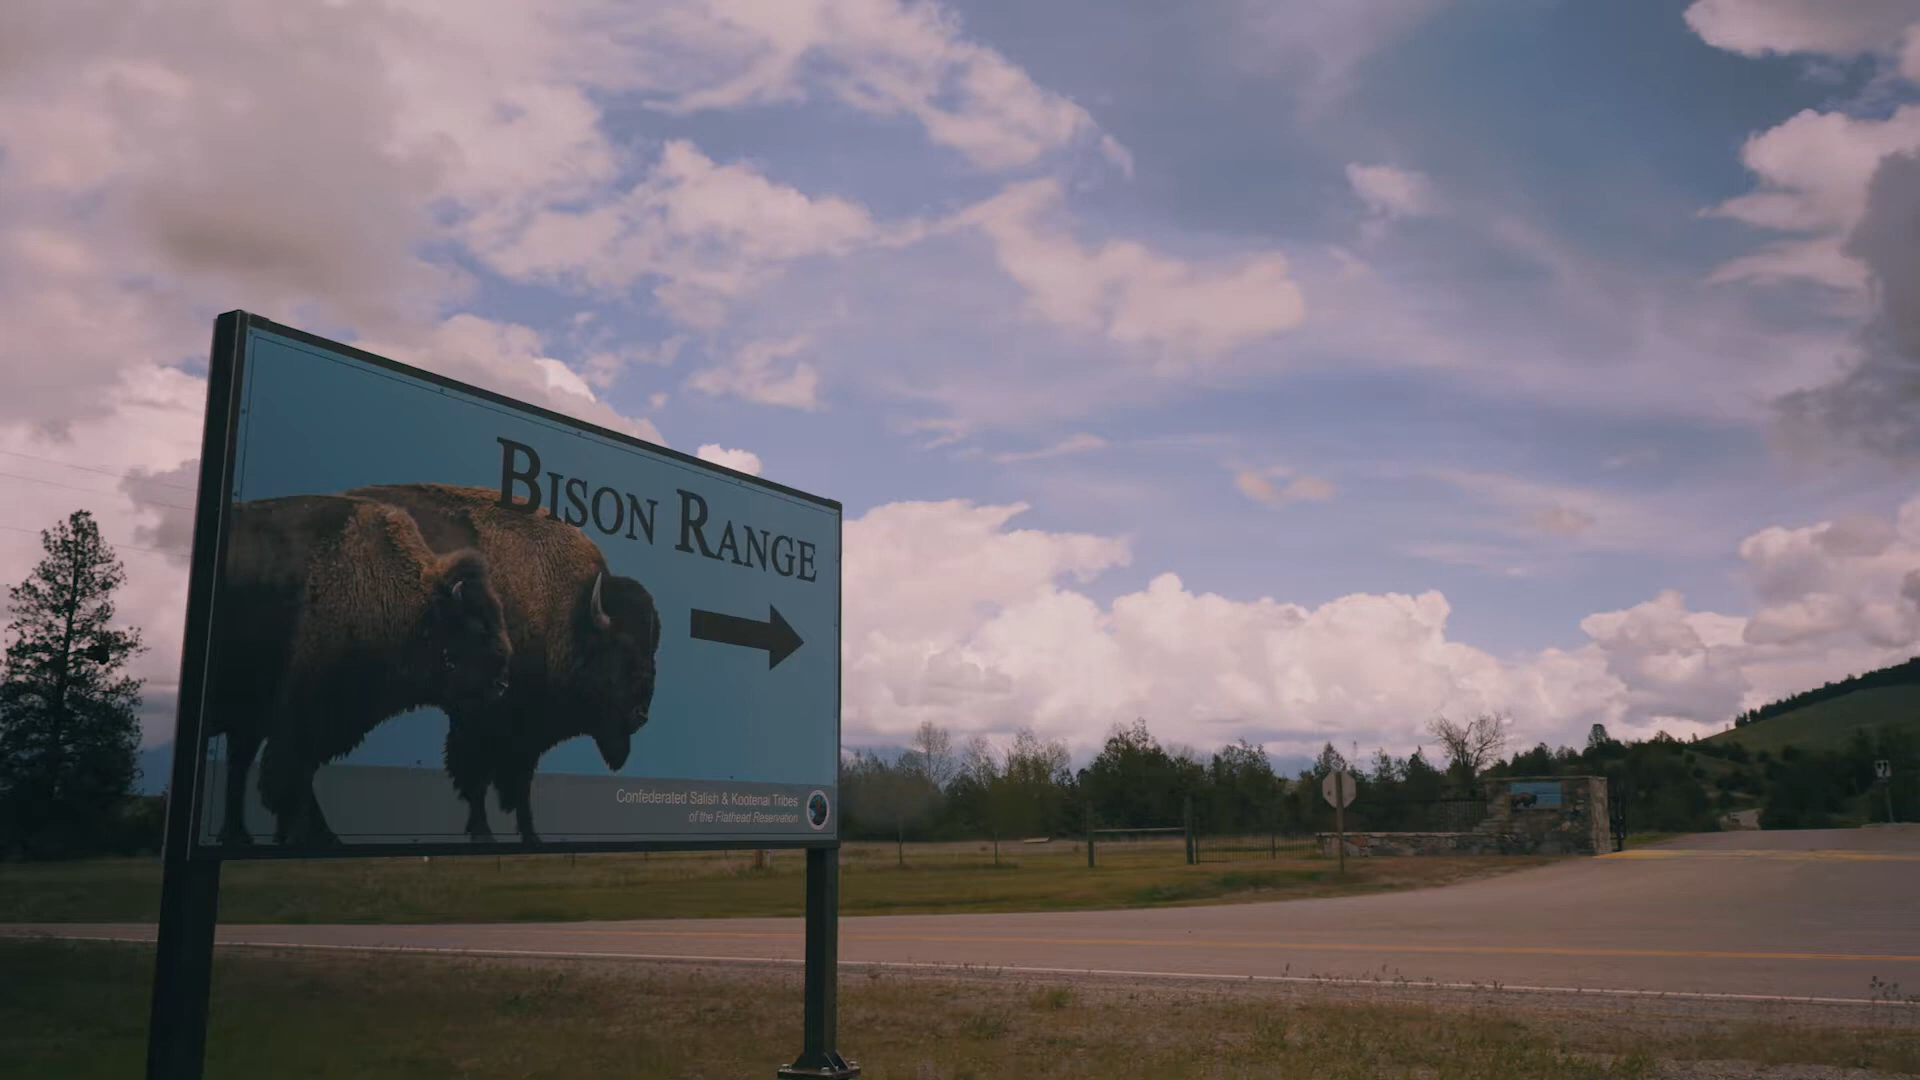 BISON RANGE
Confederated Salish & Kootenai Tribes
of the Flathead Reservation